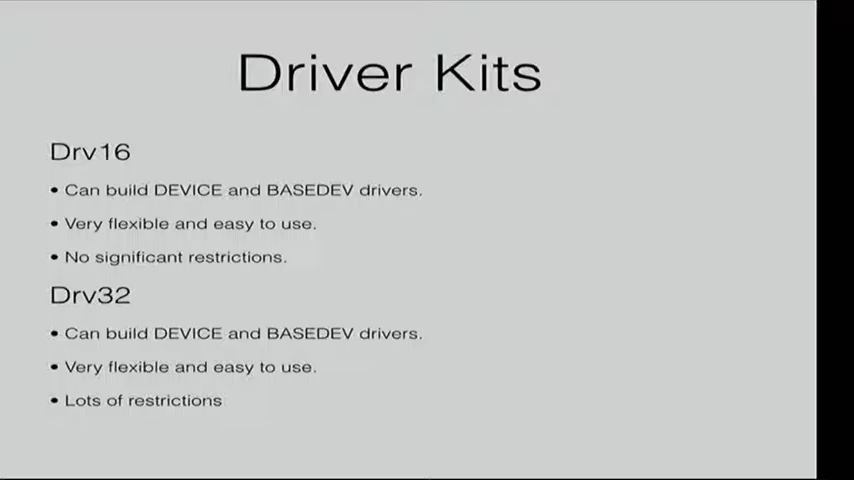 Driver Kits
Drv16
• Can build DEVICE and BASEDEV drivers.
• Very flexible and easy to use.
• No significant restrictions.
Drv32
• Can build DEVICE and BASEDEV drivers.
• Very flexible and easy to use.
• Lots of restrictions